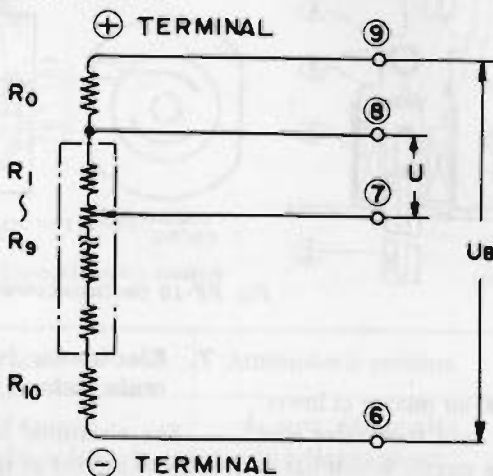 ⊕ TERMINAL
⑨
R0
⑧
R1
U
⑦
∼
R9
UB
R10
⑥
⊖ TERMINAL